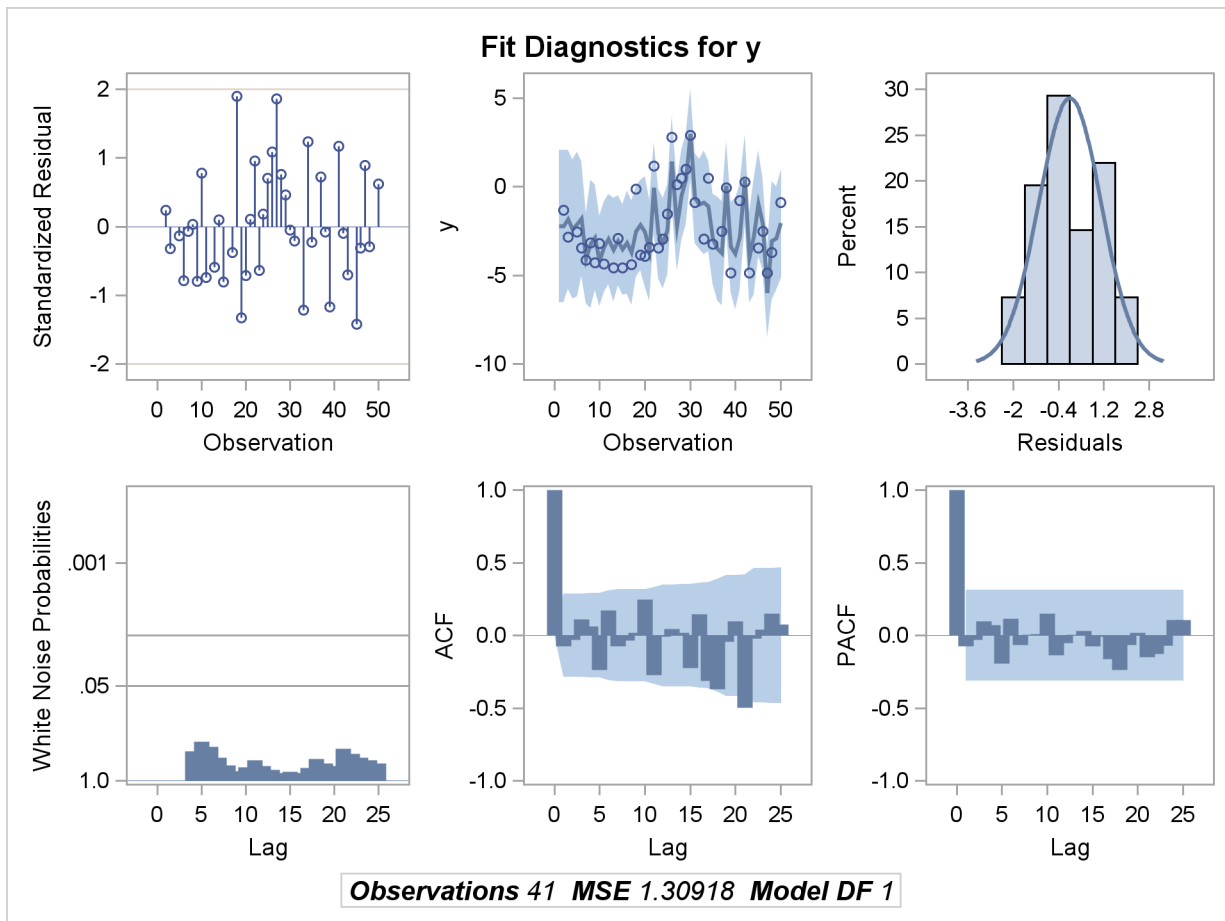 Fit Diagnostics for y
Standardized Residual
2
1
0
-1
-2
0 10 20 30 40 50
Observation
y
5
0
-5
-10
0 10 20 30 40 50
Observation
Percent
30
25
20
15
10
5
0
-3.6 -2 -0.4 1.2 2.8
Residuals
White Noise Probabilities
.001
.05
1.0
0 5 10 15 20 25
Lag
ACF
1.0
0.5
0.0
-0.5
-1.0
0 5 10 15 20 25
Lag
PACF
1.0
0.5
0.0
-0.5
-1.0
0 5 10 15 20 25
Lag
Observations 41 MSE 1.30918 Model DF 1